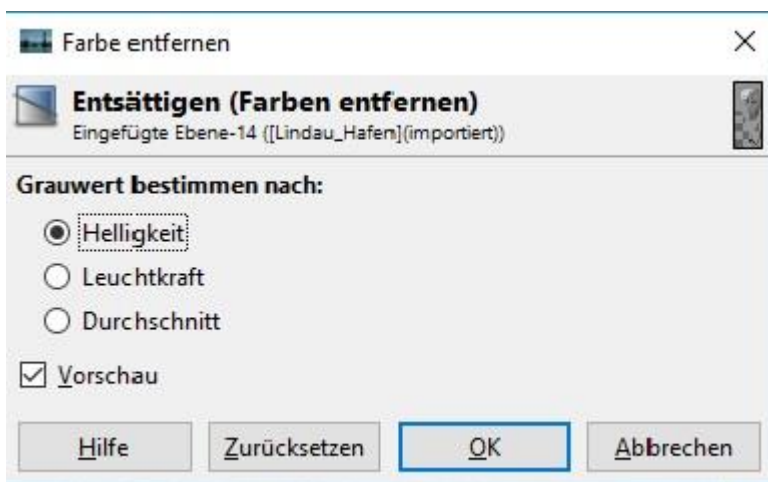 Farbe entfernen
Entsättigen (Farben entfernen)
Eingefügte Ebene-14 ([Lindau_Hafen](importiert))
Grauwert bestimmen nach:
Helligkeit
Leuchtkraft
Durchschnitt
Vorschau
Hilfe Zurücksetzen OK Abbrechen